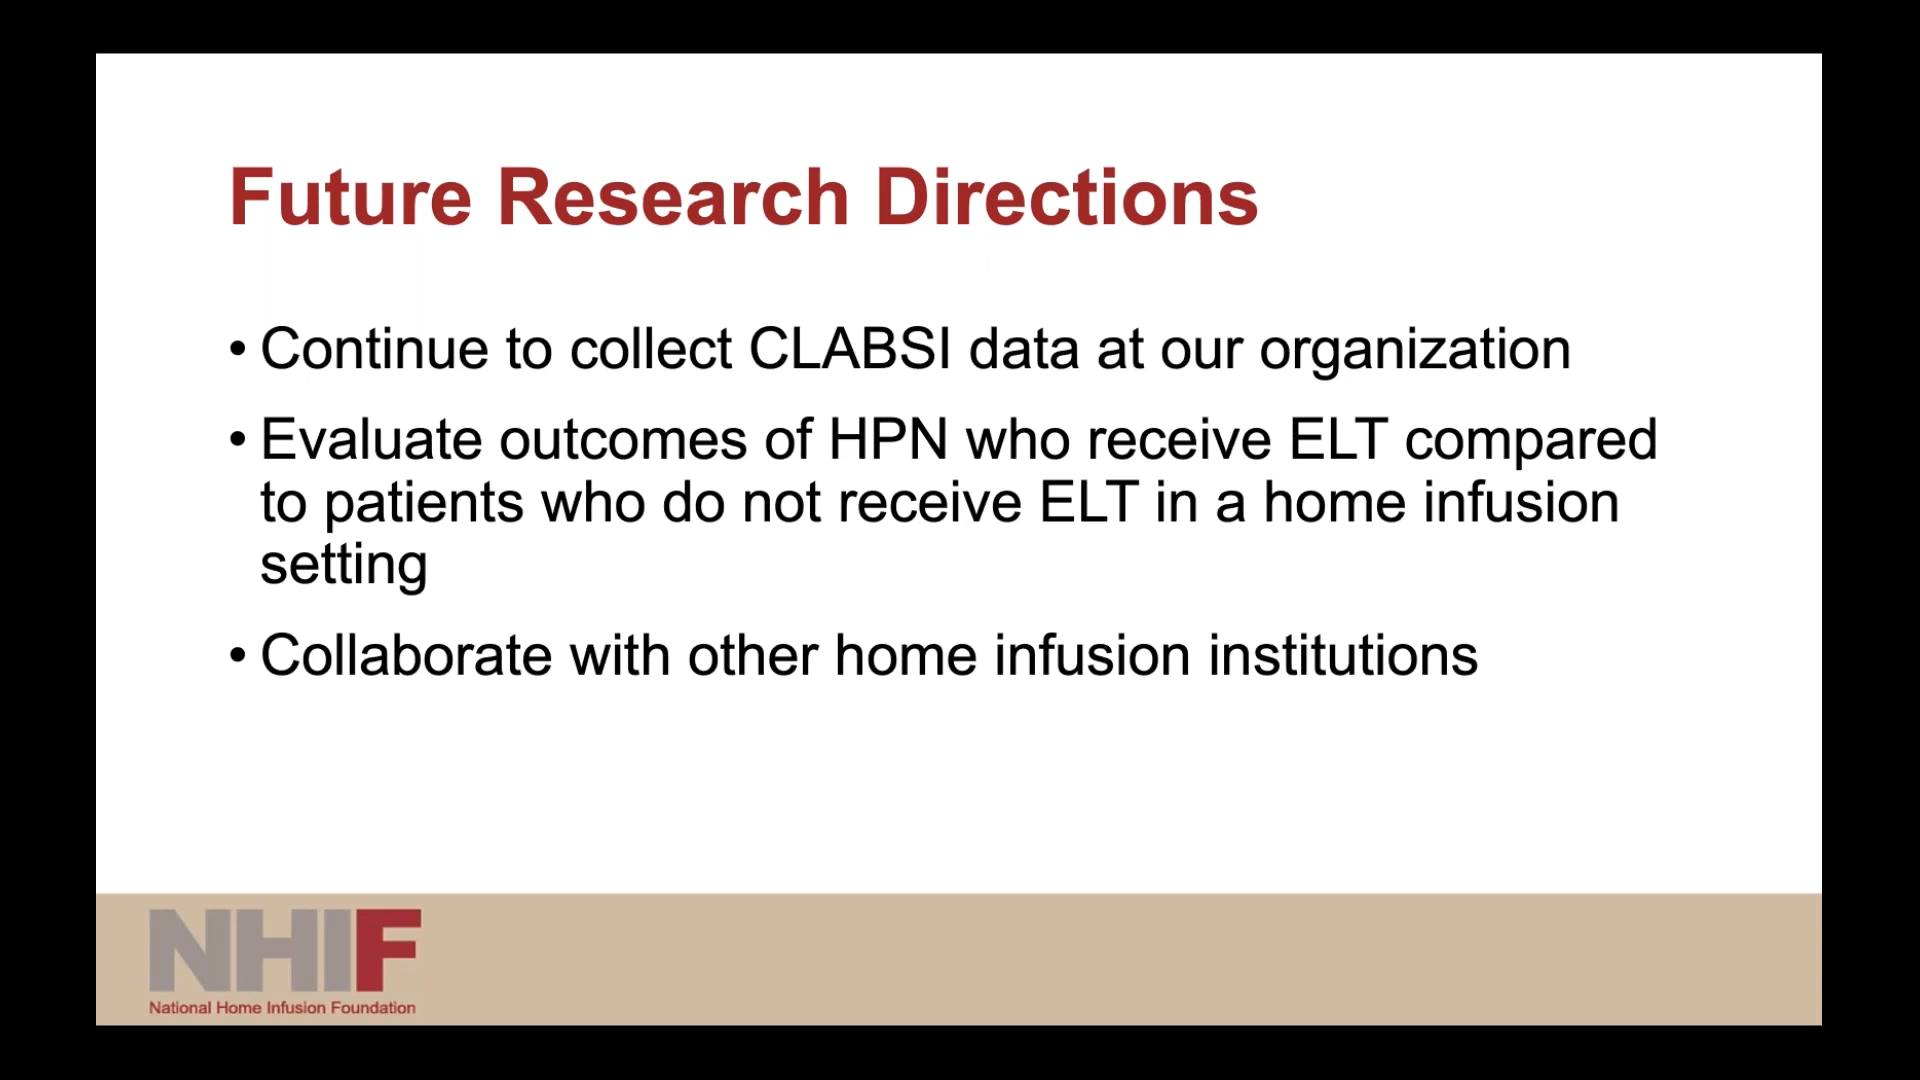 Future Research Directions
• Continue to collect CLABSI data at our organization
• Evaluate outcomes of HPN who receive ELT compared
to patients who do not receive ELT in a home infusion
setting
• Collaborate with other home infusion institutions
NHIF
National Home Infusion Foundation